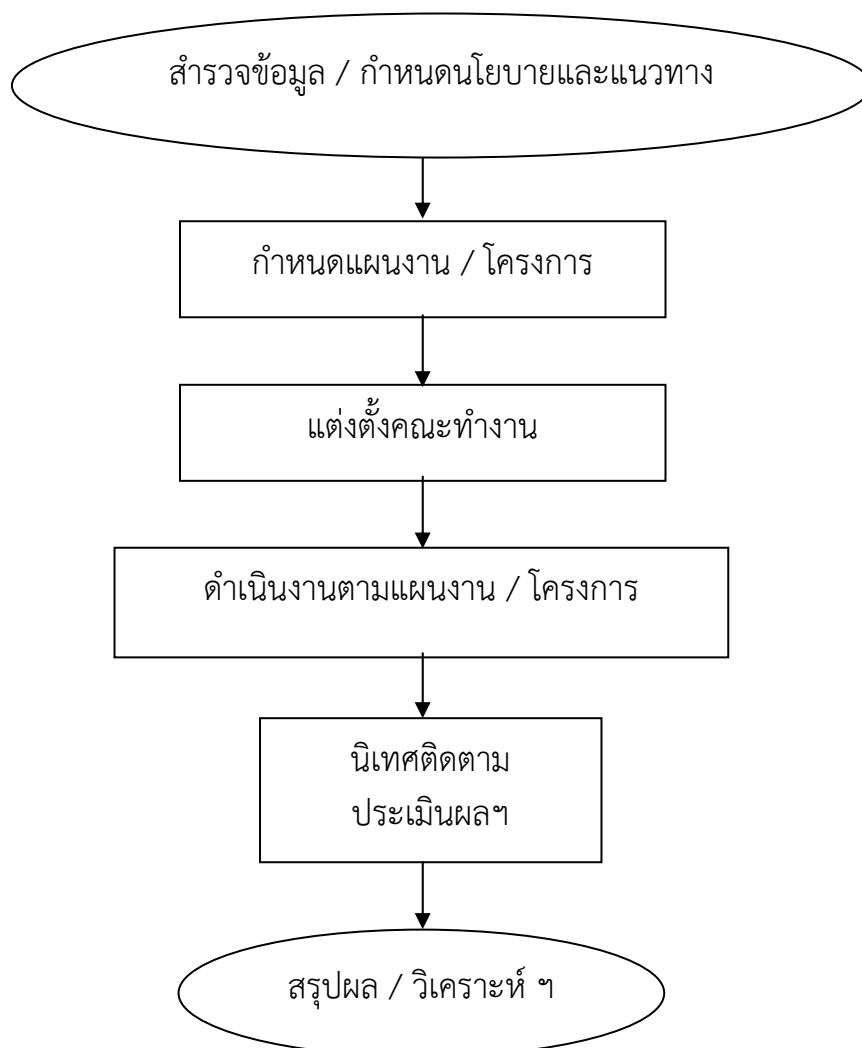 สำรวจข้อมูล / กำหนดนโยบายและแนวทาง
กำหนดแผนงาน / โครงการ
แต่งตั้งคณะทำงาน
ดำเนินงานตามแผนงาน / โครงการ
นิเทศติดตาม
ประเมินผลฯ
สรุปผล / วิเคราะห์ ฯ